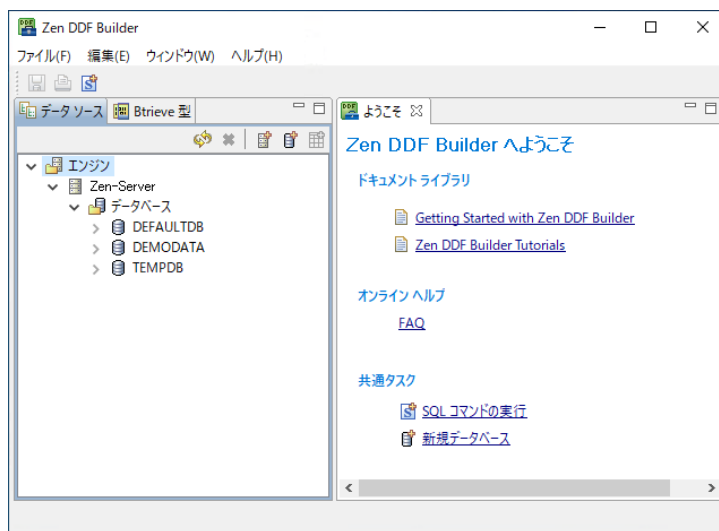 Zen DDF Builder
ファイル(F) 編集(E) ウィンドウ(W) ヘルプ(H)
データ ソース
Btrieve 型
エンジン
Zen-Server
データベース
DEFAULTDB
DEMODATA
TEMPDB
ようこそ
Zen DDF Builder へようこそ
ドキュメント ライブラリ
Getting Started with Zen DDF Builder
Zen DDF Builder Tutorials
オンライン ヘルプ
FAQ
共通タスク
SQL コマンドの実行
新規データベース